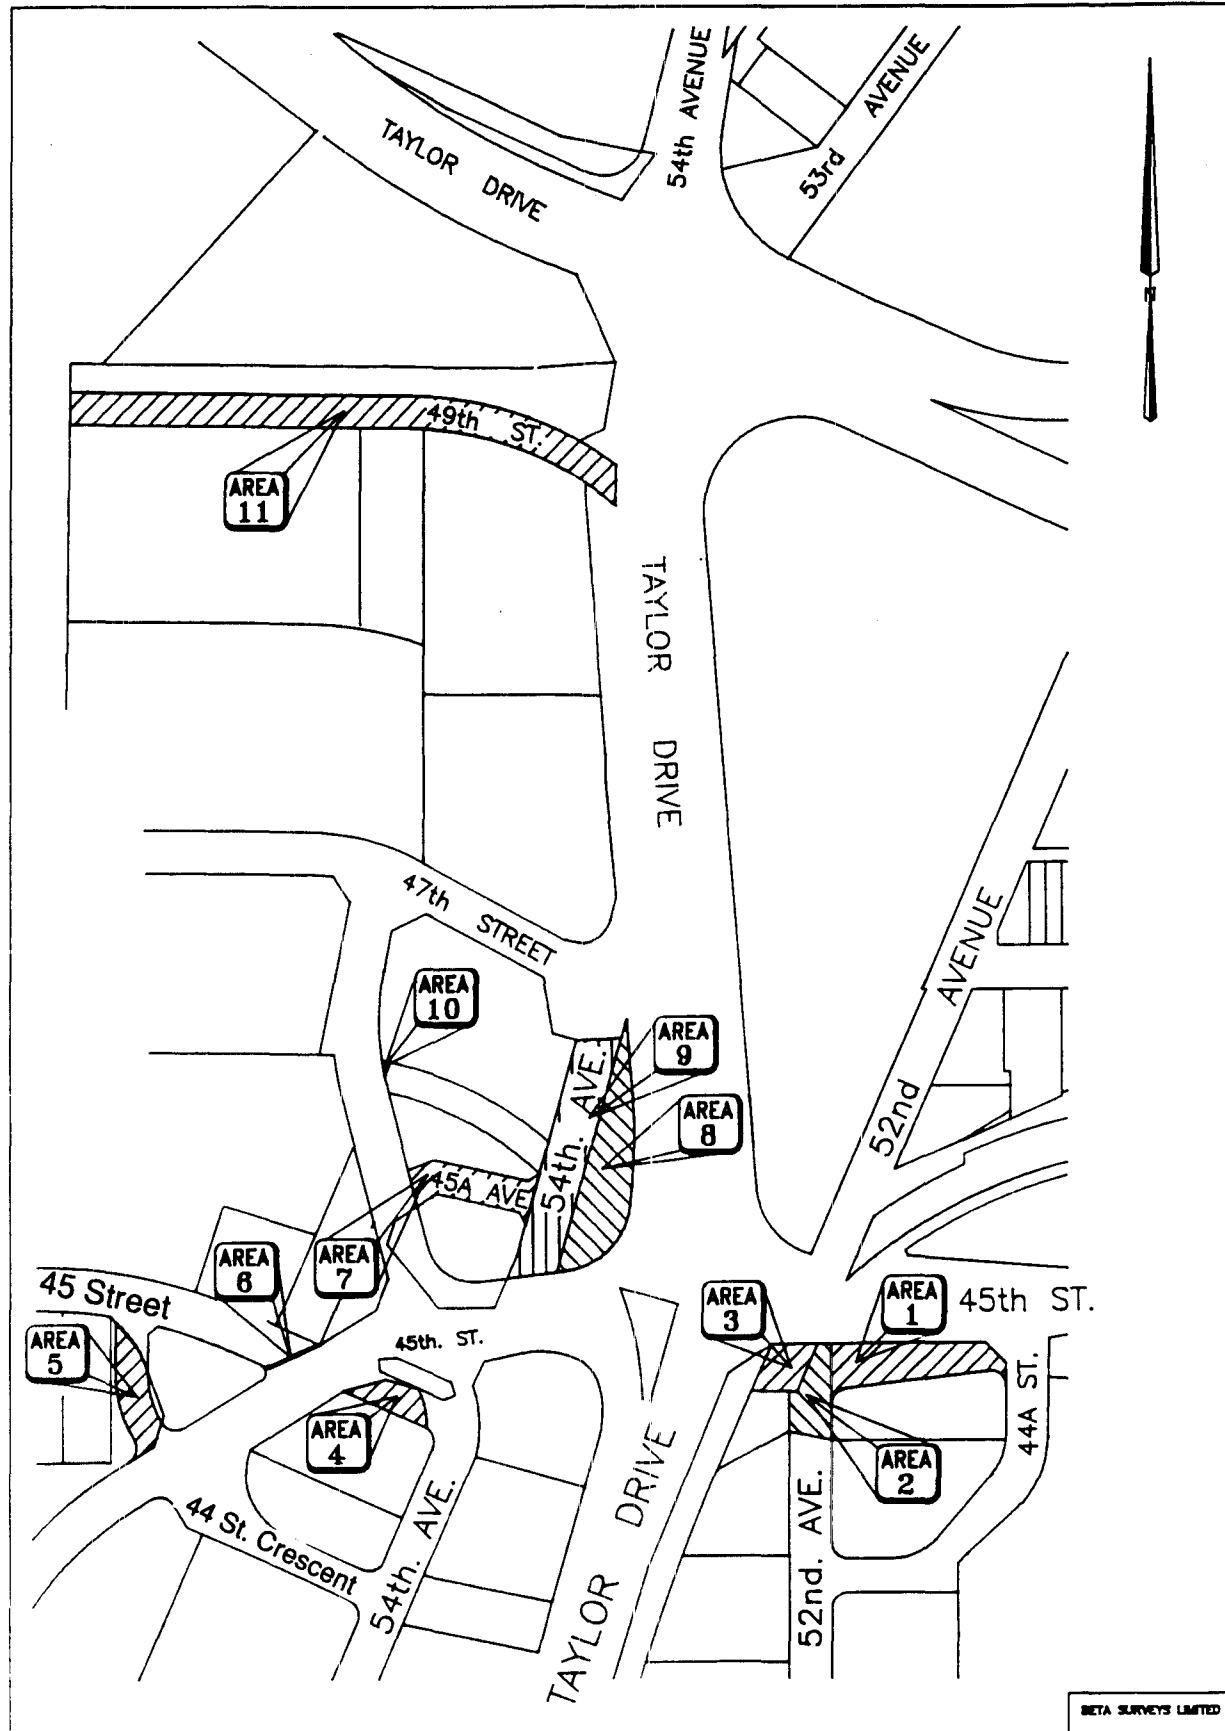 TAYLOR DRIVE
54th AVENUE
53rd AVENUE
N
49th ST.
AREA
11
TAYLOR DRIVE
47th STREET
AVENUE
52nd
AREA
10
AREA
9
AREA
8
54th. AVE.
45A AVE
AREA
6
AREA
7
45 Street
AREA
5
45th. ST.
AREA
3
AREA
1
45th ST.
AREA
4
AREA
2
44A ST.
44 St. Crescent
54th. AVE.
TAYLOR DRIVE
52nd. AVE.
BETA SURVEYS LIMITED